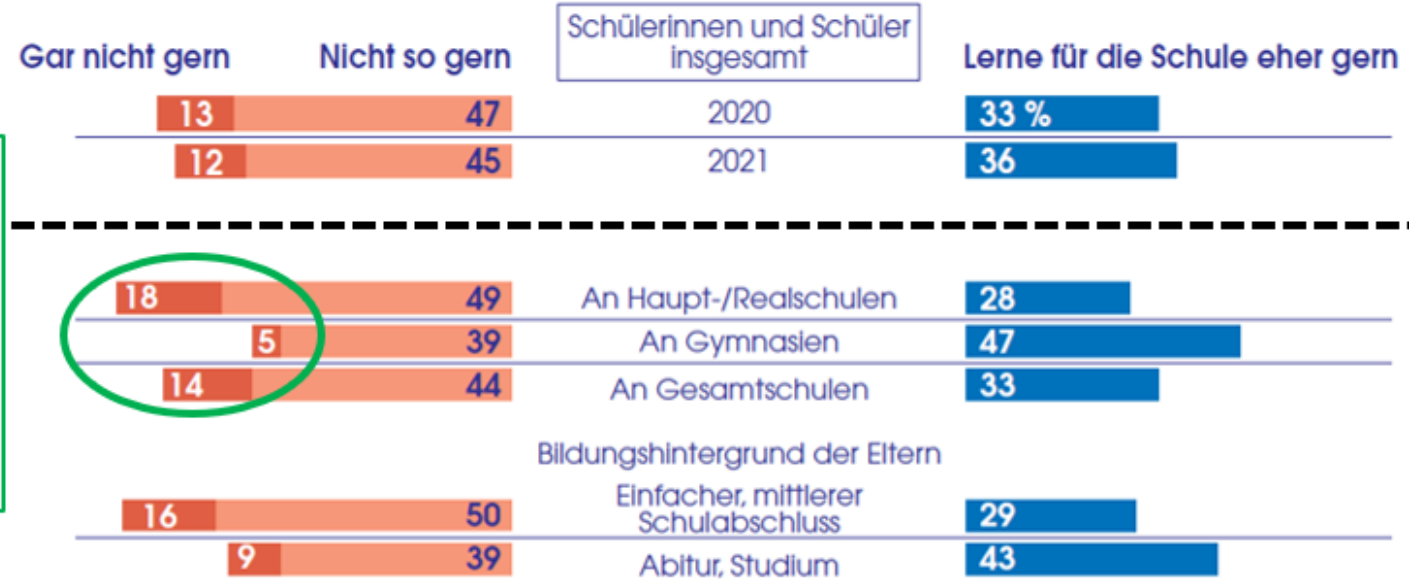 Schülerinnen und Schüler
insgesamt
Gar nicht gern Nicht so gern Lerne für die Schule eher gern
13 47 2020 33 %
12 45 2021 36
18 49 An Haupt-/Realschulen 28
5 39 An Gymnasien 47
14 44 An Gesamtschulen 33
Bildungshintergrund der Eltern
Einfacher, mittlerer
16 50 Schulabschluss 29
9 39 Abitur, Studium 43